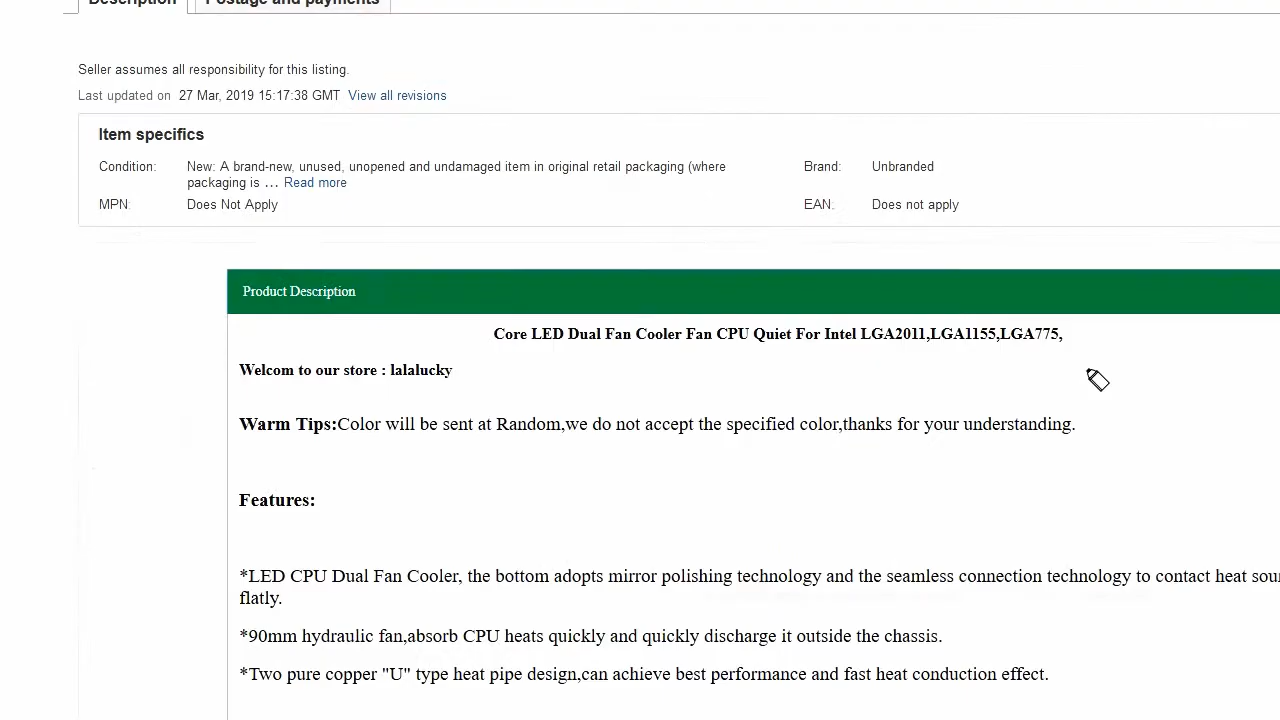 Description Postage and payments
Seller assumes all responsibility for this listing.
Last updated on 27 Mar, 2019 15:17:38 GMT View all revisions
Item specifics
Condition: New: A brand-new, unused, unopened and undamaged item in original retail packaging (where packaging is ... Read more
Brand: Unbranded
MPN: Does Not Apply
EAN: Does not apply
Product Description
Core LED Dual Fan Cooler Fan CPU Quiet For Intel LGA2011,LGA1155,LGA775,
Welcom to our store : lalalucky
Warm Tips:Color will be sent at Random,we do not accept the specified color,thanks for your understanding.
Features:
*LED CPU Dual Fan Cooler, the bottom adopts mirror polishing technology and the seamless connection technology to contact heat
flatly.
*90mm hydraulic fan,absorb CPU heats quickly and quickly discharge it outside the chassis.
*Two pure copper "U" type heat pipe design,can achieve best performance and fast heat conduction effect.